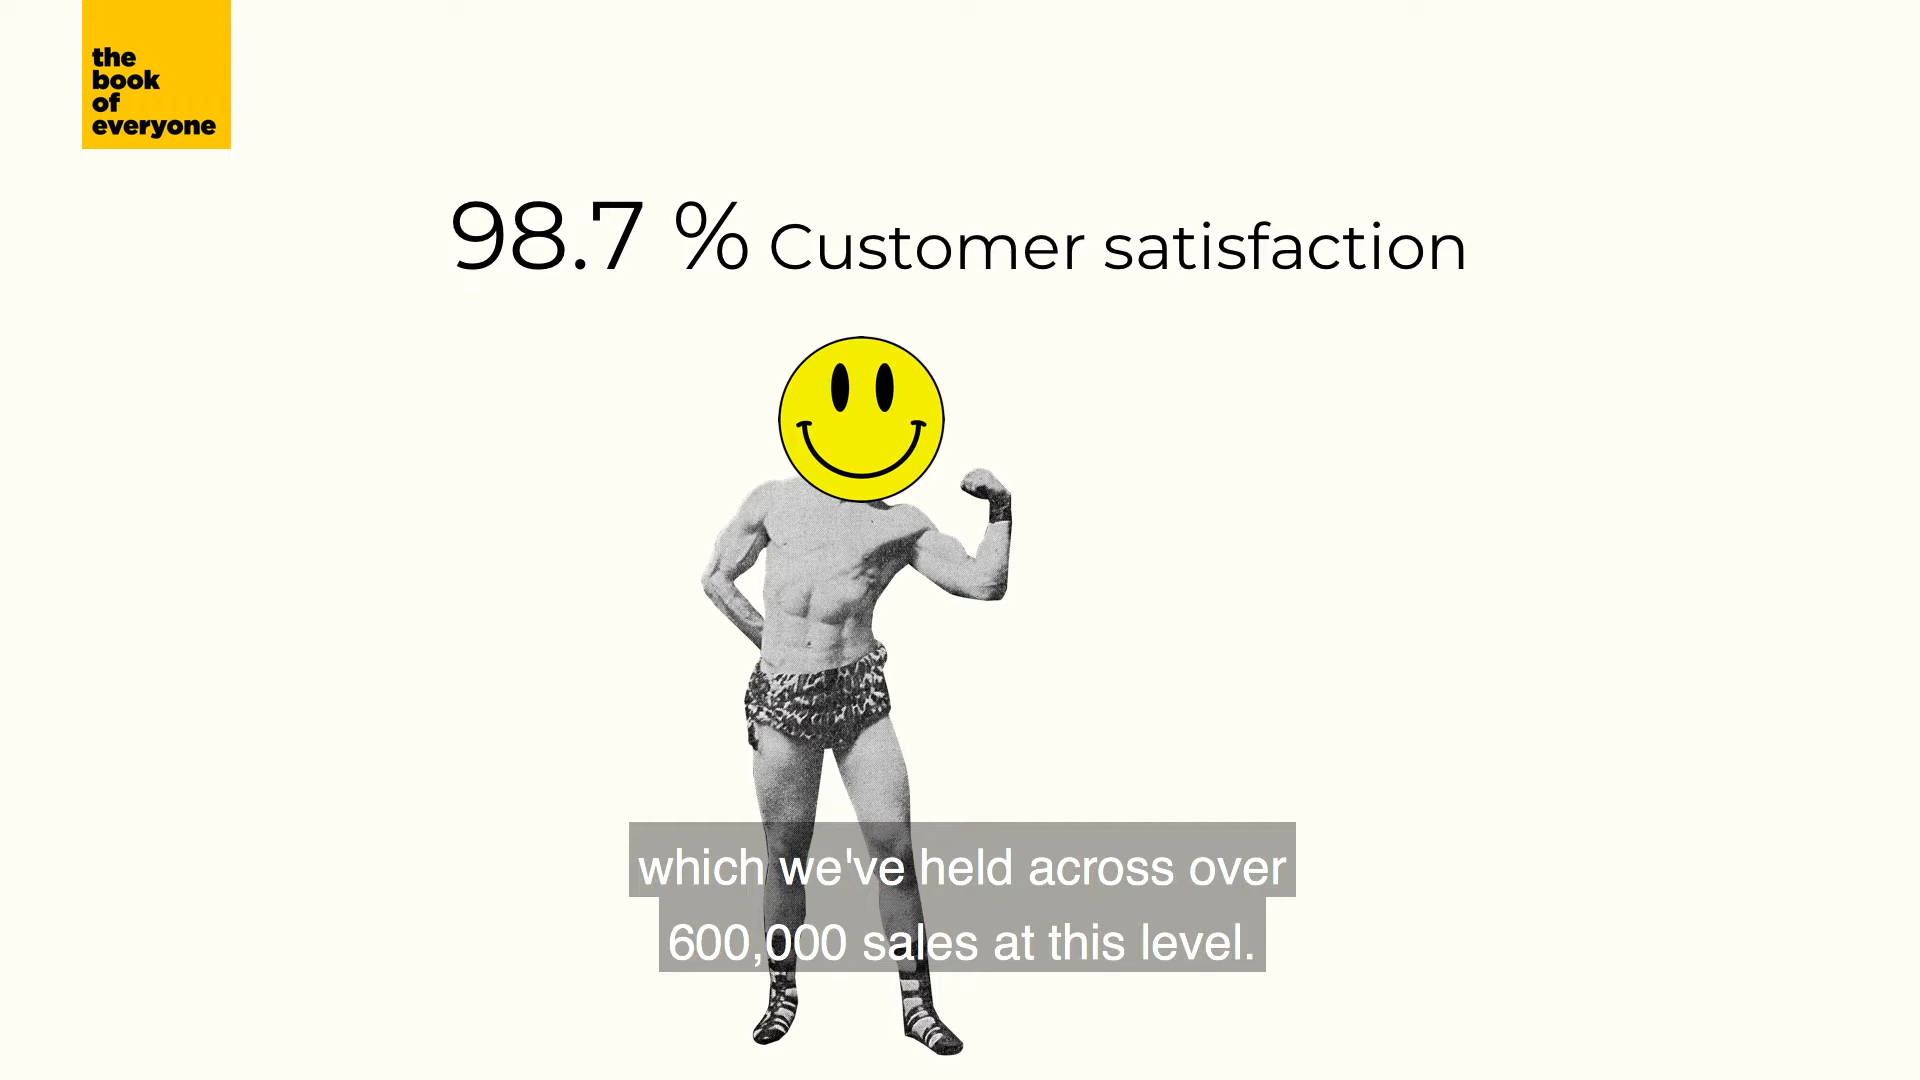 the
book
of
everyone
98.7 % Customer satisfaction
which we've held across over
600,000 sales at this level.